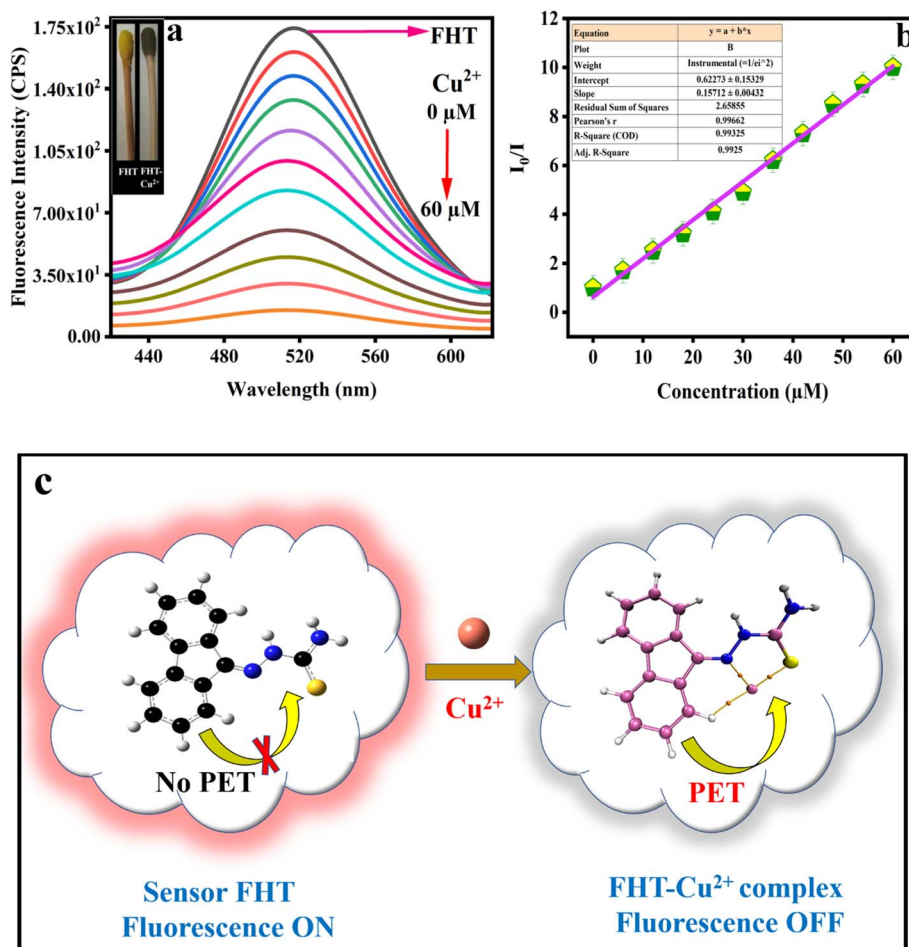 a
Fluorescence Intensity (CPS)
1.75x10²
1.40x10²
1.05x10²
7.00x10¹
3.50x10¹
0.00
440 480 520 560 600
Wavelength (nm)
FHT FHT-
Cu²⁺
FHT
Cu²⁺
0 µM
60 µM
b
I₀/I
12
10
8
6
4
2
0
0 10 20 30 40 50 60
Concentration (µM)
Equation y = a + b*x
Plot B
Weight Instrumental (=1/ei^2)
Intercept 0.62273 ± 0.15329
Slope 0.15712 ± 0.00432
Residual Sum of Squares 2.65855
Pearson's r 0.99662
R-Square (COD) 0.99325
Adj. R-Square 0.9925
c
No PET
Cu²⁺
PET
Sensor FHT
Fluorescence ON
FHT-Cu²⁺ complex
Fluorescence OFF